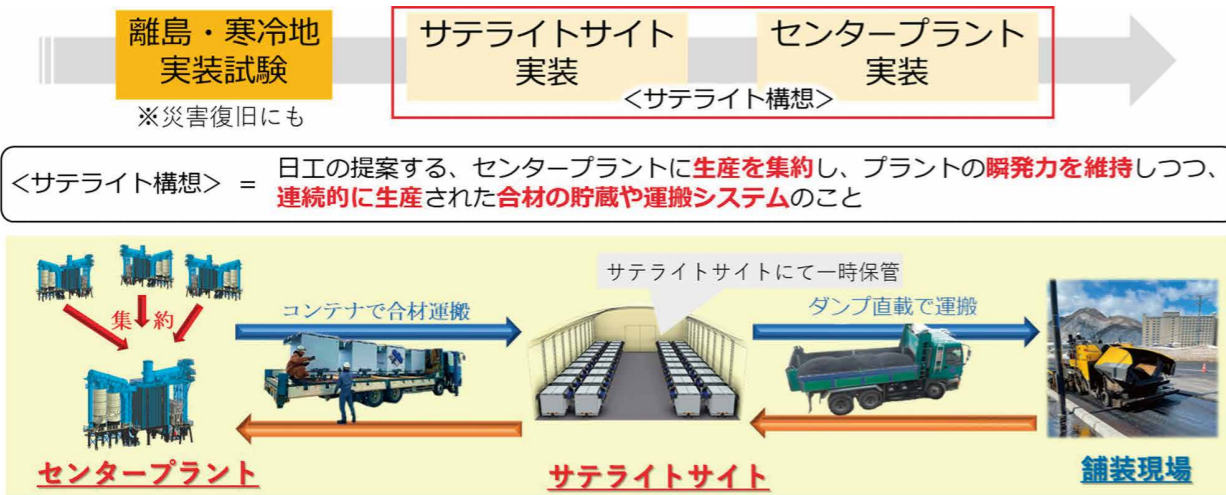 離島・寒冷地
実装試験
※災害復旧にも
サテライトサイト
実装
センタープラント
実装
<サテライト構想>
<サテライト構想> = 日工の提案する、センタープラントに生産を集約し、プラントの瞬発力を維持しつつ、
連続的に生産された合材の貯蔵や運搬システムのこと
集約
コンテナで合材運搬
サテライトサイトにて一時保管
ダンプ直載で運搬
センタープラント
サテライトサイト
舗装現場